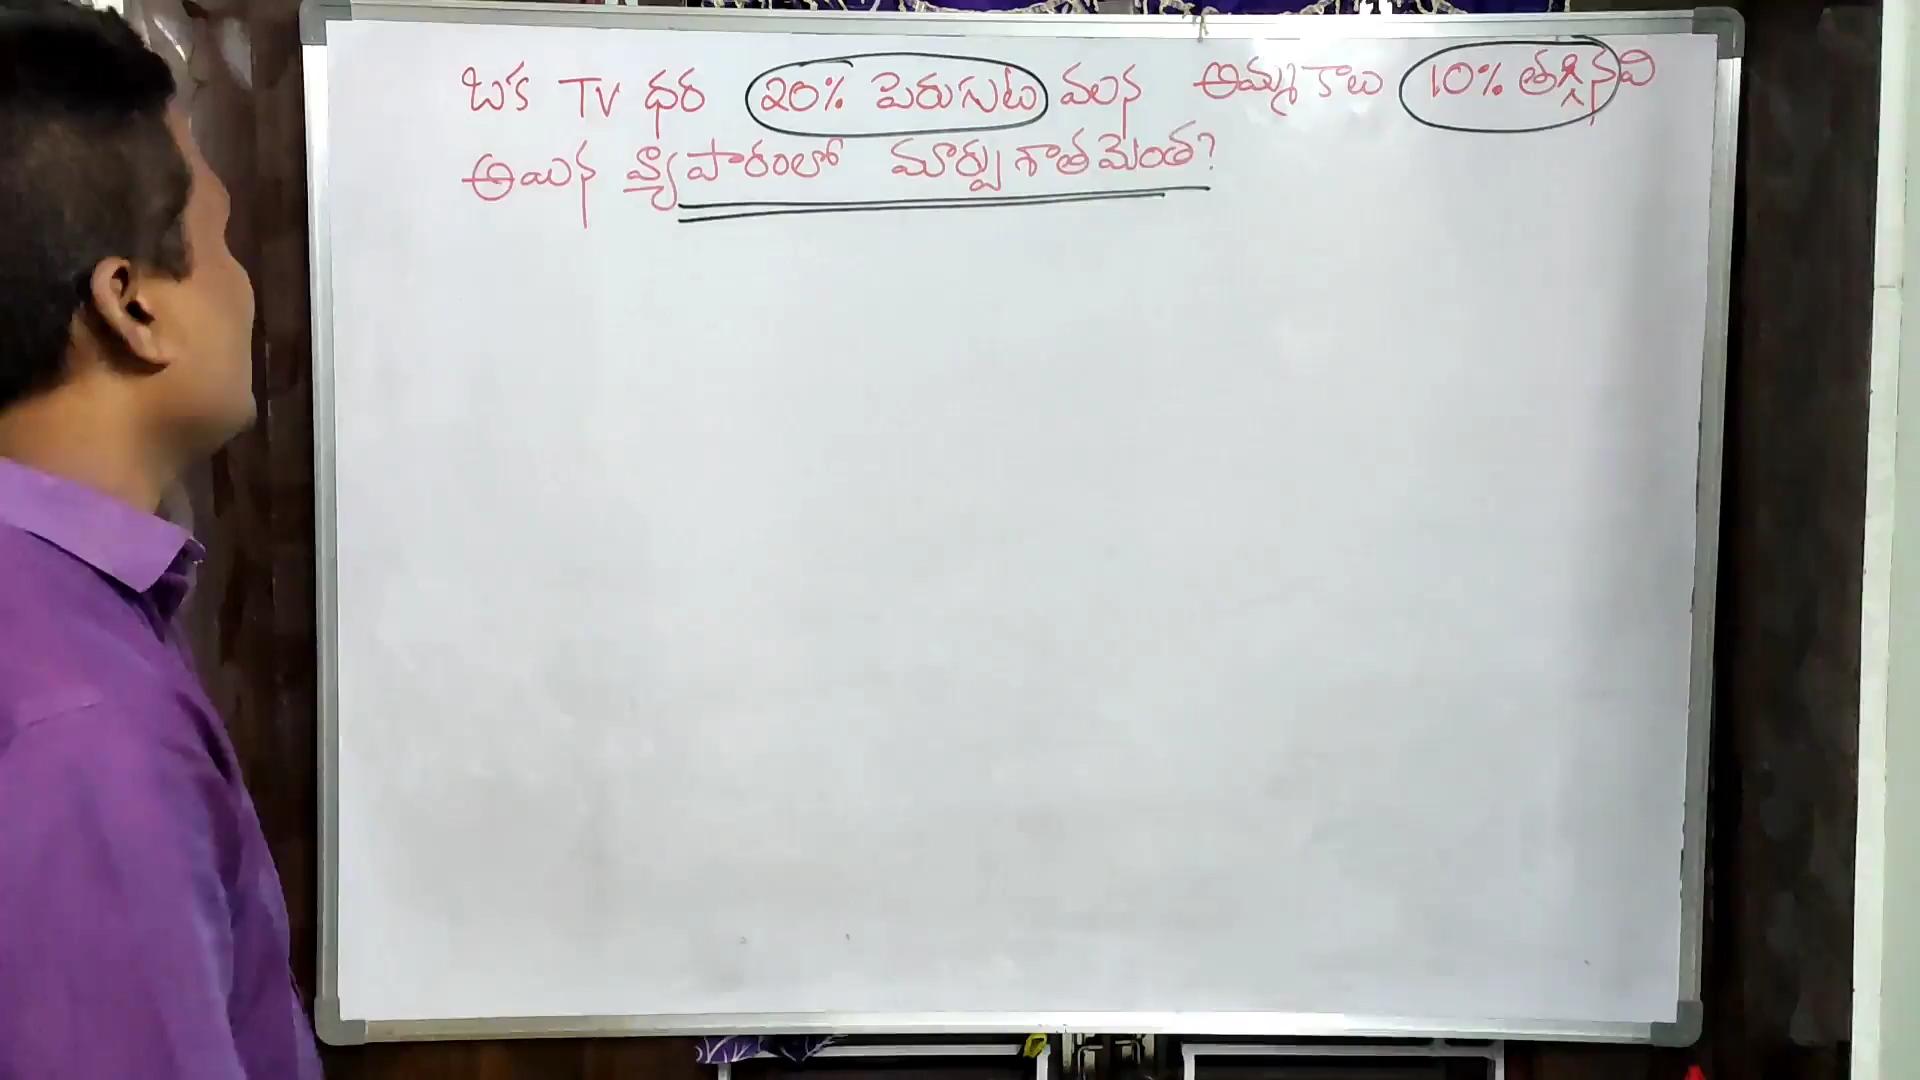 ఒక TV ధర 20% పెరుగుట వలన అమ్మకాలు 10% తగ్గినవి
అయిన వ్యాపారంలో మార్పు శాతమెంత?